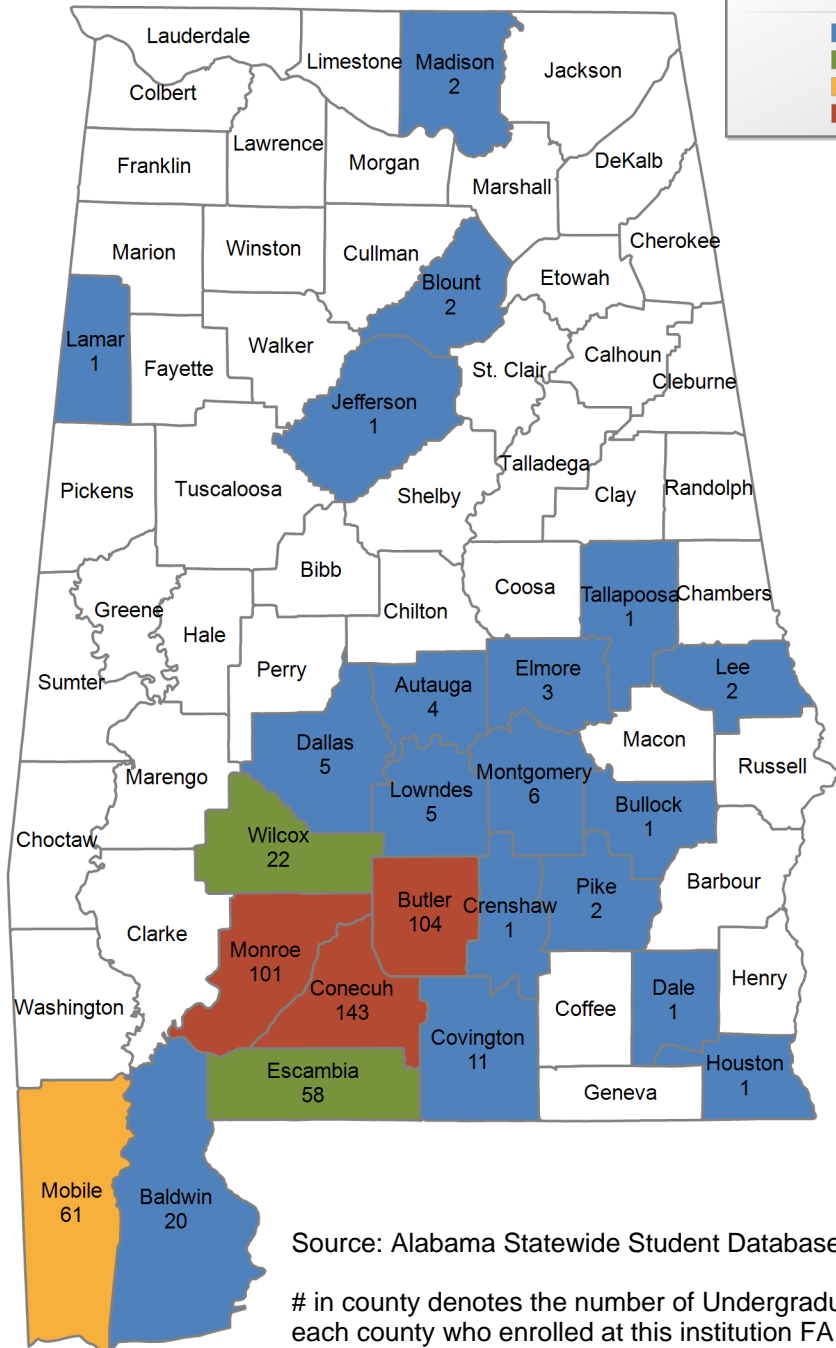 Lauderdale
Limestone
Madison
2
Jackson
Colbert
Lawrence
Franklin
Morgan
DeKalb
Marshall
Marion
Winston
Cullman
Cherokee
Etowah
Blount
2
Lamar
1
Fayette
Walker
St. Clair
Calhoun
Cleburne
Jefferson
1
Talladega
Pickens
Tuscaloosa
Shelby
Clay
Randolph
Bibb
Coosa
Tallapoosa
1
Chambers
Greene
Hale
Chilton
Perry
Sumter
Autauga
4
Elmore
3
Lee
2
Dallas
5
Macon
Marengo
Lowndes
5
Montgomery
6
Russell
Bullock
1
Choctaw
Wilcox
22
Butler
104
Crenshaw
1
Pike
2
Barbour
Clarke
Monroe
101
Conecuh
143
Washington
Coffee
Dale
1
Henry
Covington
11
Escambia
58
Geneva
Houston
1
Mobile
61
Baldwin
20
Source: Alabama Statewide Student Database
# in county denotes the number of Undergradu
each county who enrolled at this institution FA